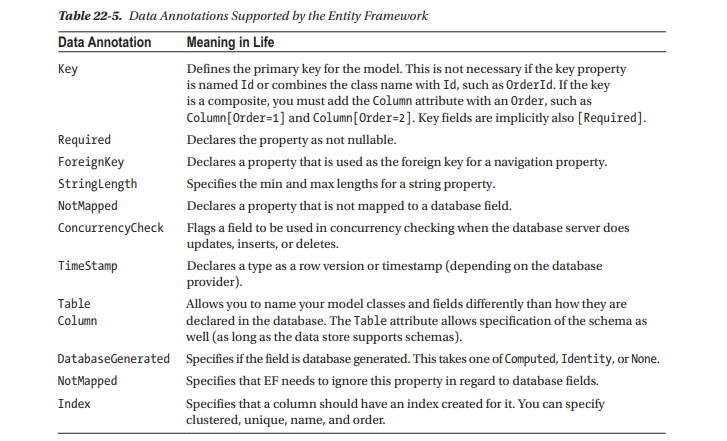 Table 22-5. Data Annotations Supported by the Entity Framework
Data Annotation Meaning in Life
Key Defines the primary key for the model. This is not necessary if the key property
is named Id or combines the class name with Id, such as OrderId. If the key
is a composite, you must add the Column attribute with an Order, such as
Column[Order=1] and Column[Order=2]. Key fields are implicitly also [Required].
Required Declares the property as not nullable.
ForeignKey Declares a property that is used as the foreign key for a navigation property.
StringLength Specifies the min and max lengths for a string property.
NotMapped Declares a property that is not mapped to a database field.
ConcurrencyCheck Flags a field to be used in concurrency checking when the database server does
updates, inserts, or deletes.
TimeStamp Declares a type as a row version or timestamp (depending on the database
provider).
Table Allows you to name your model classes and fields differently than how they are
Column declared in the database. The Table attribute allows specification of the schema as
well (as long as the data store supports schemas).
DatabaseGenerated Specifies if the field is database generated. This takes one of Computed, Identity, or None.
NotMapped Specifies that EF needs to ignore this property in regard to database fields.
Index Specifies that a column should have an index created for it. You can specify
clustered, unique, name, and order.